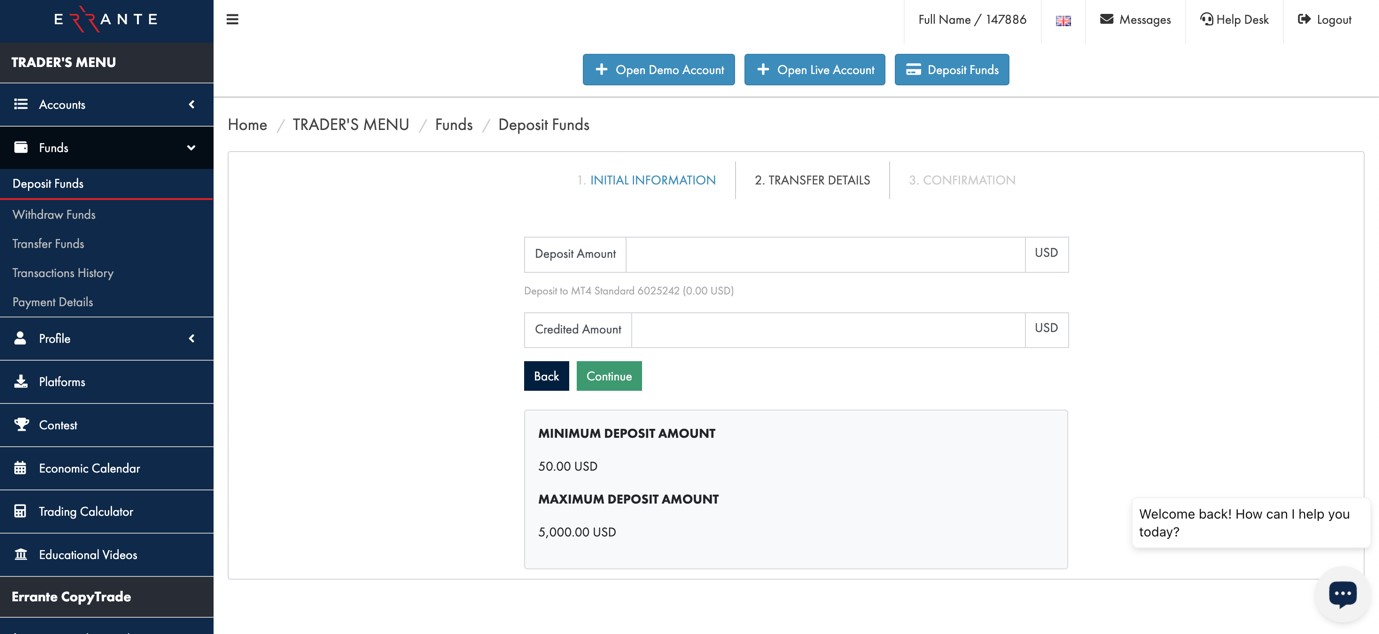 ERRANTE
Full Name / 147886
Messages
Help Desk
Logout
TRADER'S MENU
+ Open Demo Account
+ Open Live Account
Deposit Funds
Accounts
Home / TRADER'S MENU / Funds / Deposit Funds
Funds
Deposit Funds
Withdraw Funds
Transfer Funds
Transactions History
Payment Details
Profile
Platforms
Contest
Economic Calendar
Trading Calculator
Educational Videos
Errante CopyTrade
1. INITIAL INFORMATION
2. TRANSFER DETAILS
3. CONFIRMATION
Deposit Amount
USD
Deposit to MT4 Standard 6025242 (0.00 USD)
Credited Amount
USD
Back
Continue
MINIMUM DEPOSIT AMOUNT
50.00 USD
MAXIMUM DEPOSIT AMOUNT
5,000.00 USD
Welcome back! How can I help you
today?